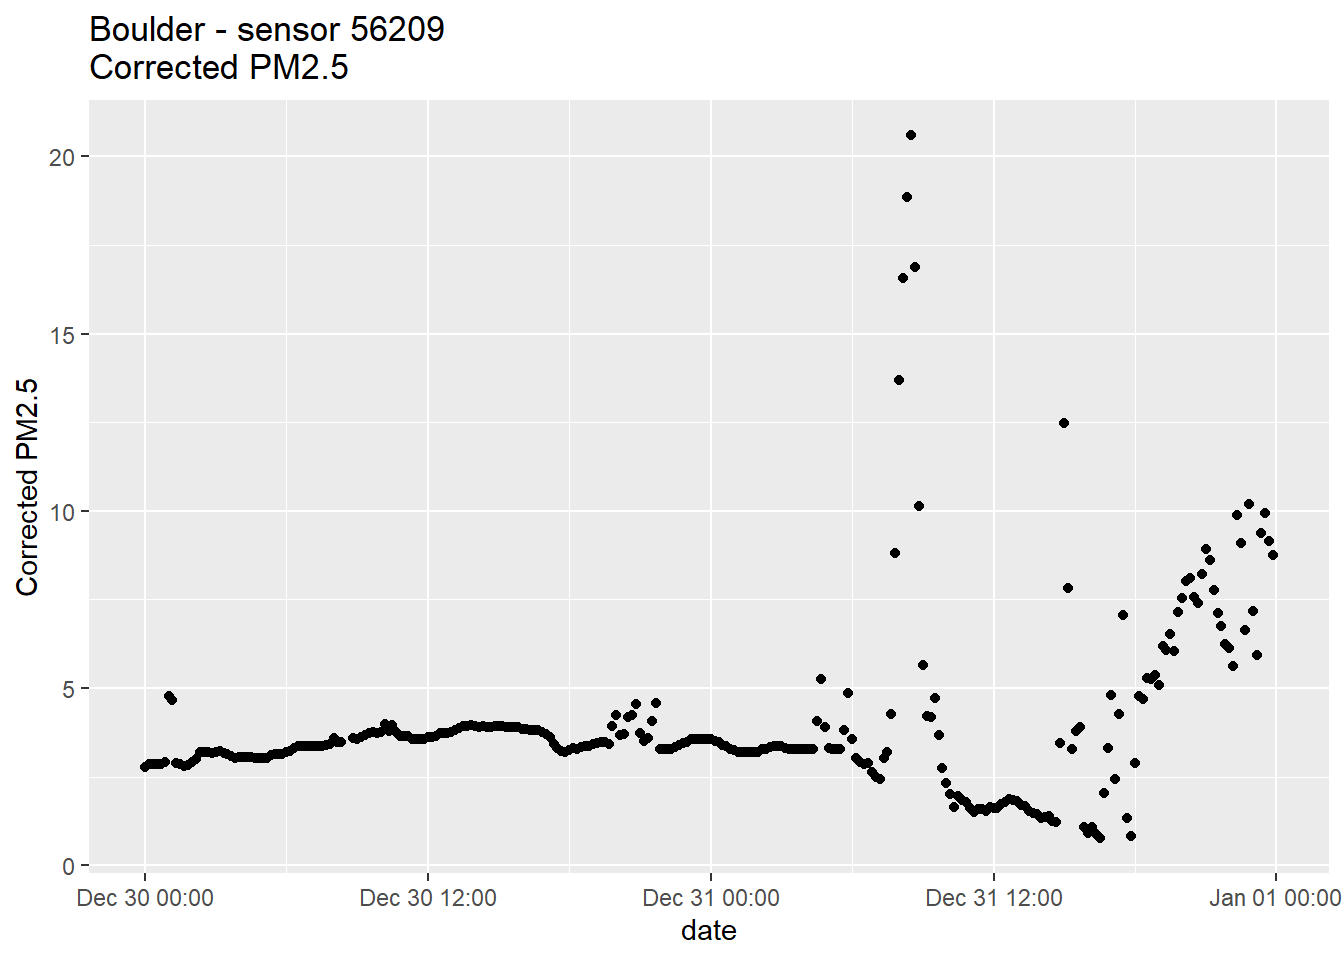 Boulder - sensor 56209
Corrected PM2.5
20
15
10
5
0
Corrected PM2.5
Dec 30 00:00
Dec 30 12:00
Dec 31 00:00
Dec 31 12:00
Jan 01 00:00
date